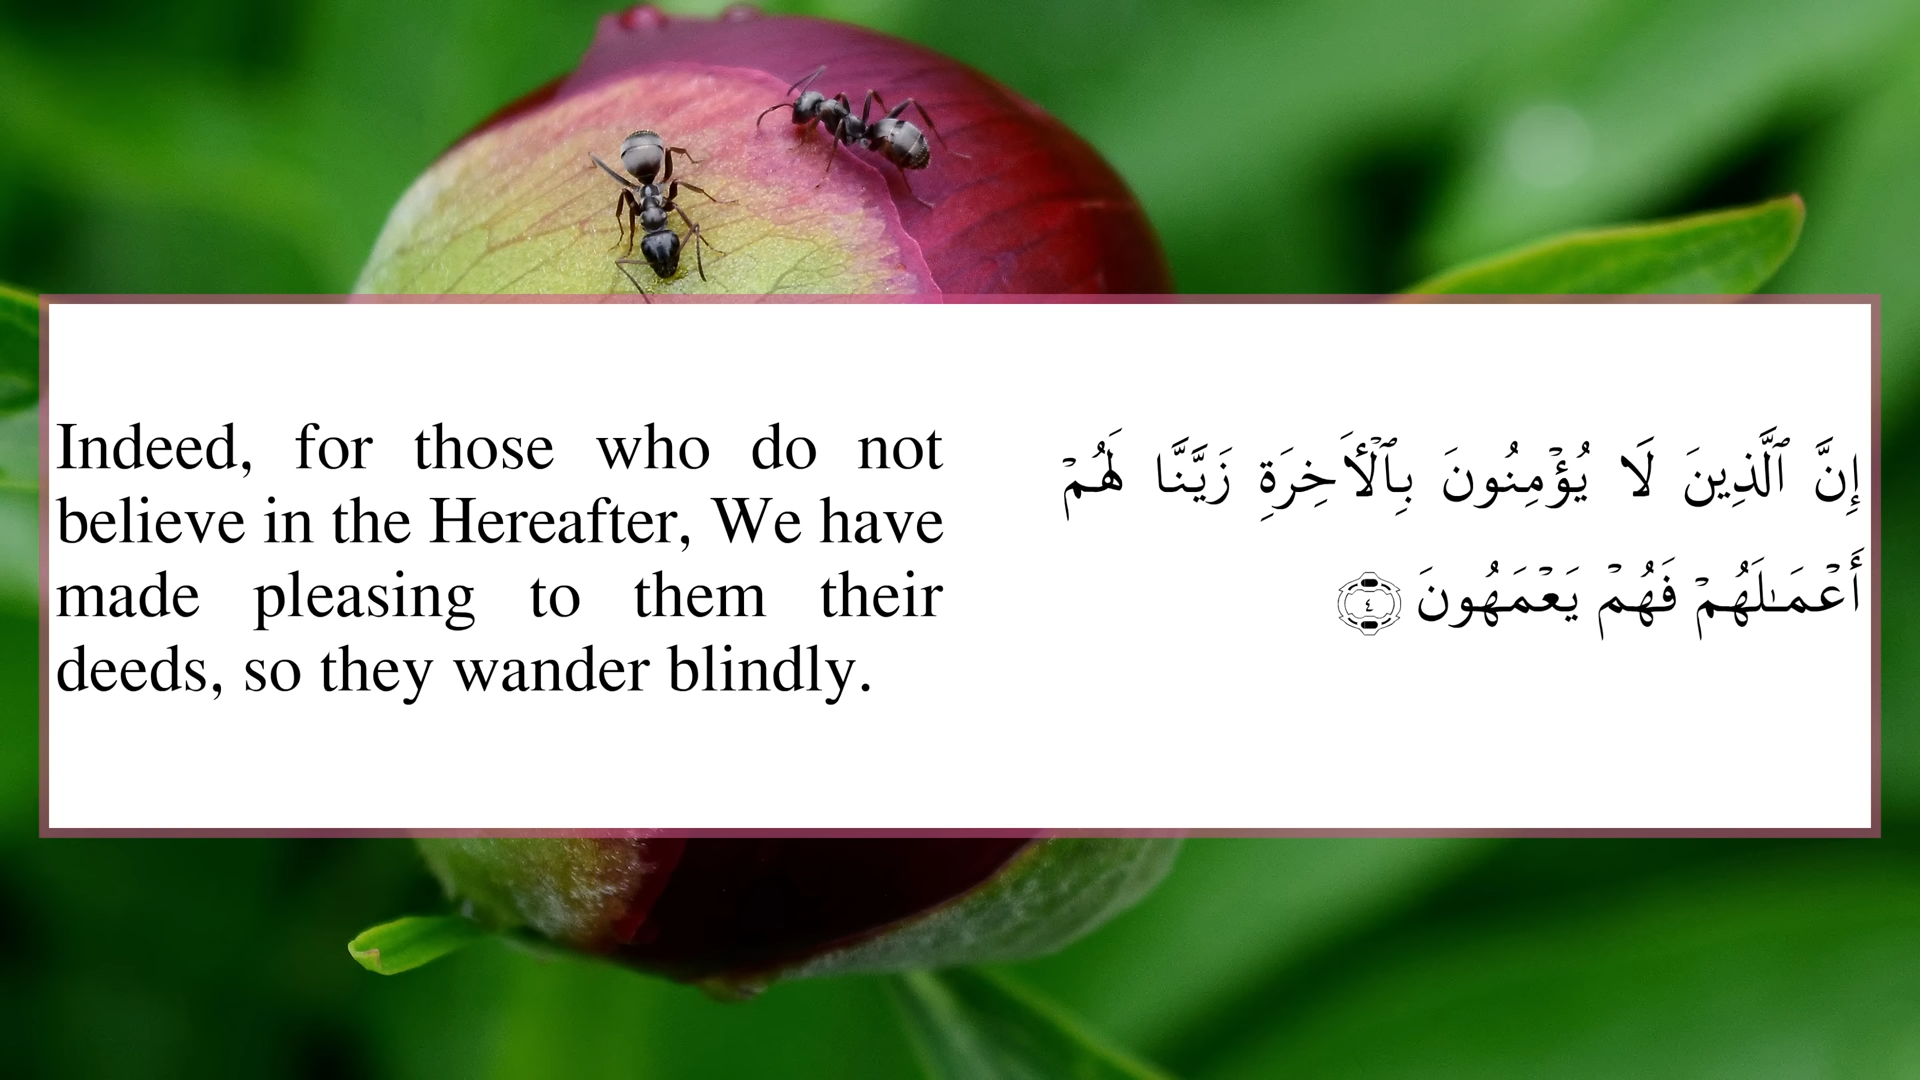 Indeed, for those who do not
believe in the Hereafter, We have
made pleasing to them their
deeds, so they wander blindly.
إِنَّ ٱلَّذِينَ لَا يُؤْمِنُونَ بِٱلْأَخِرَةِ زَيَّنَّا لَهُمْ
أَعْمَـٰلَهُمْ فَهُمْ يَعْمَهُونَ ٤